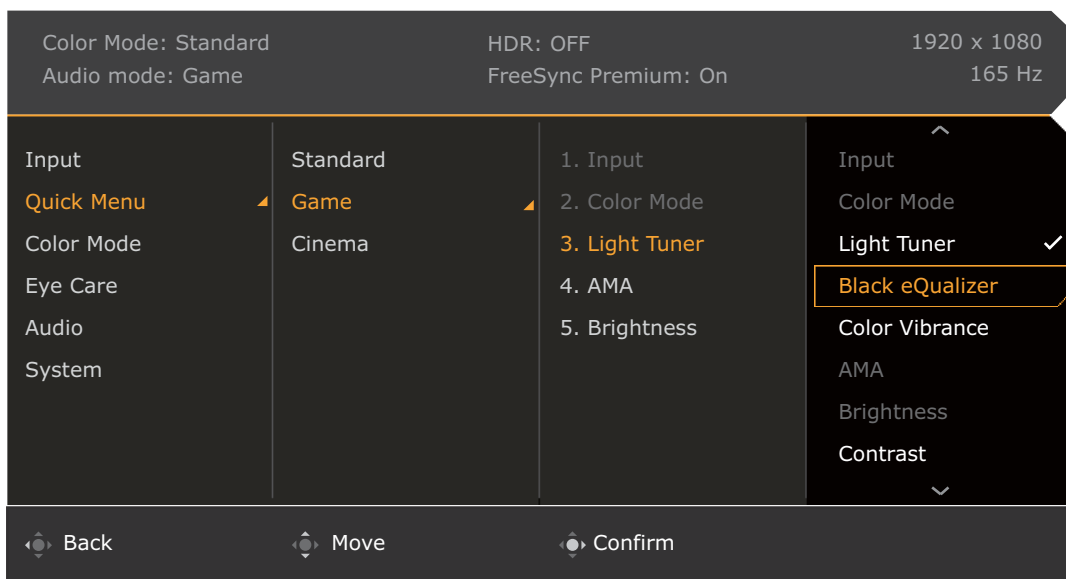 Color Mode: Standard
Audio mode: Game
HDR: OFF
FreeSync Premium: On
1920 x 1080
165 Hz
Input
Quick Menu
Color Mode
Eye Care
Audio
System
Standard
Game
Cinema
1. Input
2. Color Mode
3. Light Tuner
4. AMA
5. Brightness
Input
Color Mode
Light Tuner
Black eQualizer
Color Vibrance
AMA
Brightness
Contrast
Back
Move
Confirm